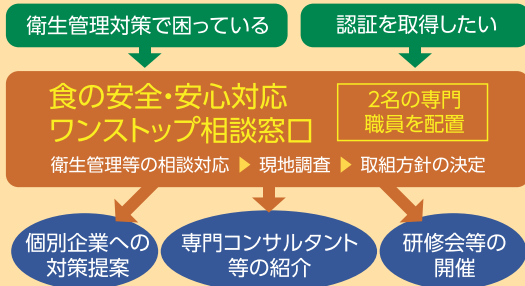 衛生管理対策で困っている
認証を取得したい
食の安全・安心対応
ワンストップ相談窓口
2名の専門
職員を配置
衛生管理等の相談対応 ▶ 現地調査 ▶ 取組方針の決定
個別企業への
対策提案
専門コンサルタント
等の紹介
研修会等の
開催